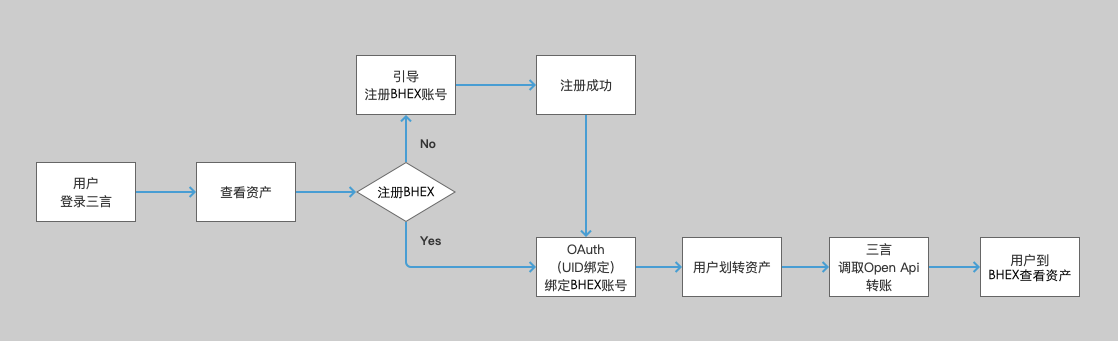 用户
登录三言
查看资产
注册BHEX
No
引导
注册BHEX账号
注册成功
Yes
OAuth
(UID绑定)
绑定BHEX账号
用户划转资产
三言
调取Open Api
转账
用户到
BHEX查看资产